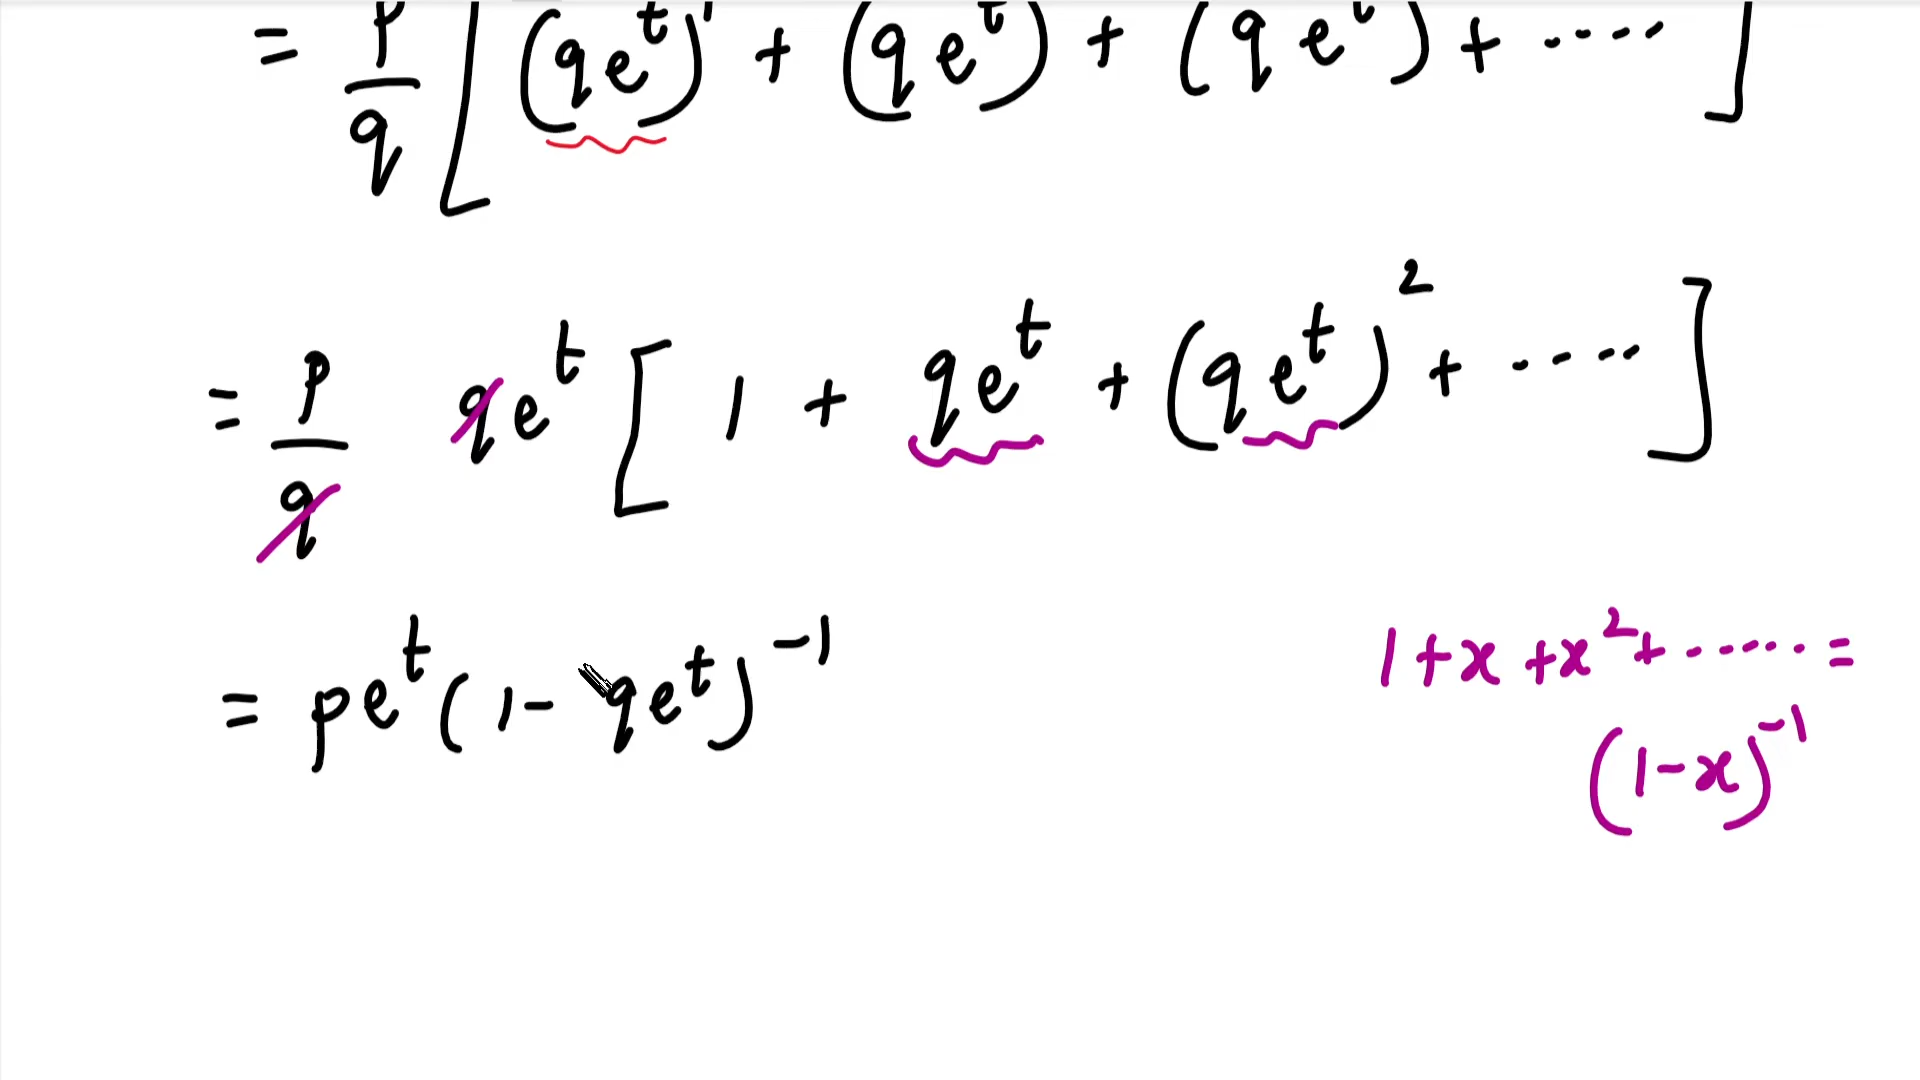 = p/q [(qe^t)^1 + (qe^t) + (qe^t) + ....]
= p/q qe^t [1 + qe^t + (qe^t)^2 + ....]
= pe^t (1 - qe^t)^-1
1 + x + x^2 + ...... =
(1 - x)^-1